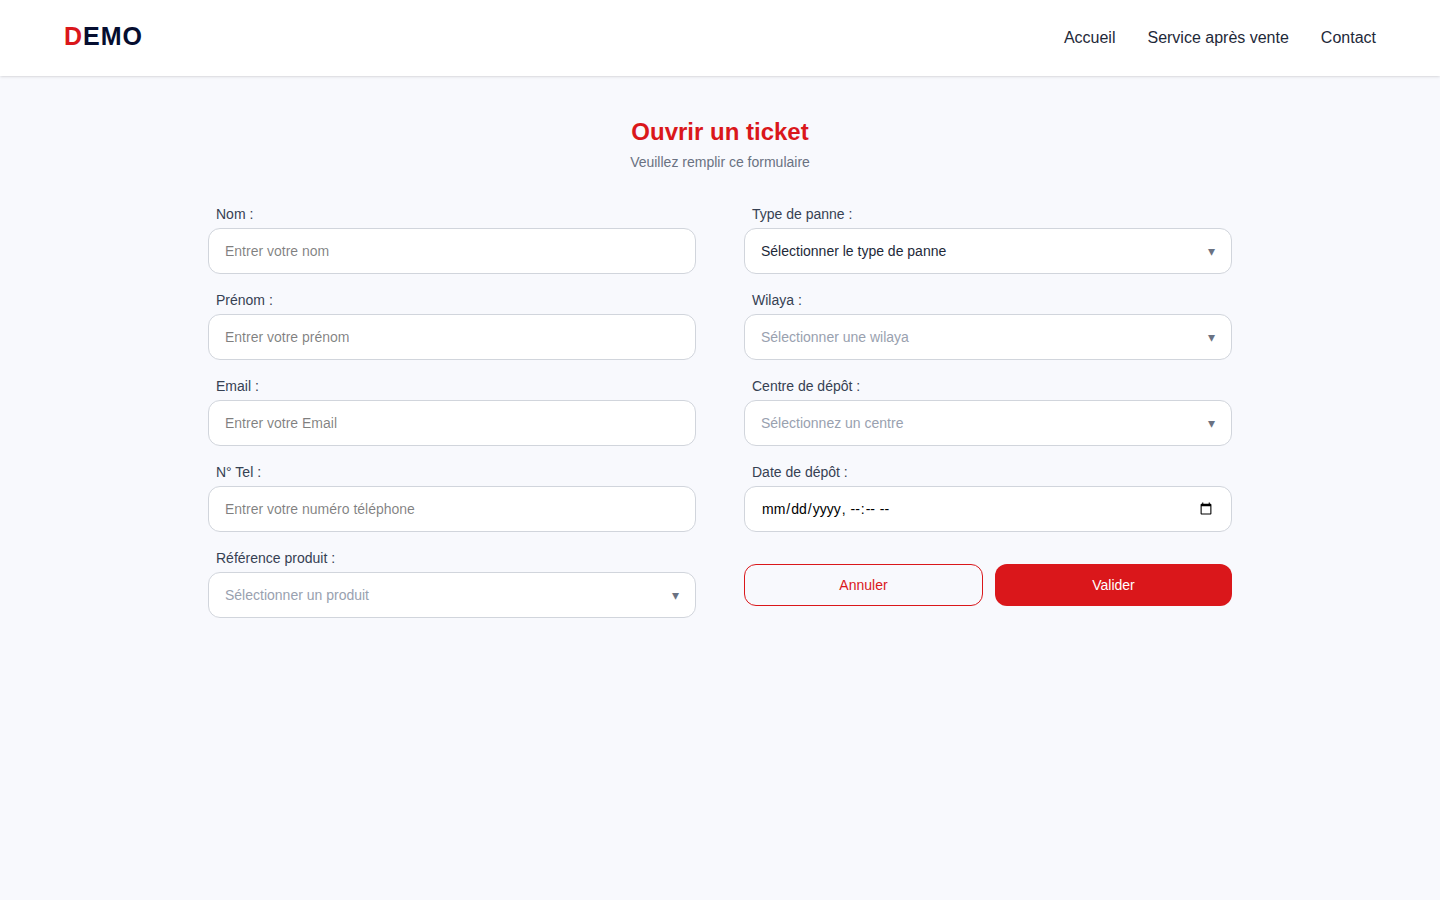 DEMO
Accueil
Service après vente
Contact
Ouvrir un ticket
Veuillez remplir ce formulaire
Nom :
Entrer votre nom
Prénom :
Entrer votre prénom
Email :
Entrer votre Email
N° Tel :
Entrer votre numéro téléphone
Référence produit :
Sélectionner un produit
Type de panne :
Sélectionner le type de panne
Wilaya :
Sélectionner une wilaya
Centre de dépôt :
Sélectionnez un centre
Date de dépôt :
mm/dd/yyyy, --:-- --
Annuler
Valider